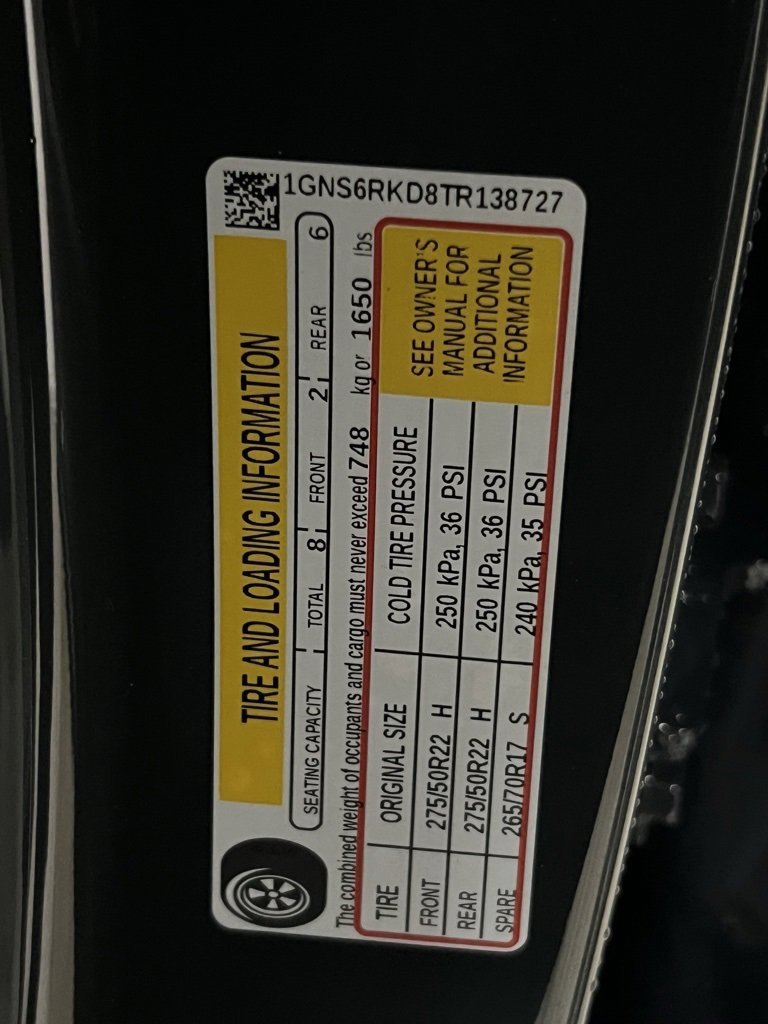 1GNS6RKD8TR138727
TIRE AND LOADING INFORMATION
SEATING CAPACITY TOTAL 8 FRONT 2 REAR 6
The combined weight of occupants and cargo must never exceed 748 kg or 1650 lbs
TIRE ORIGINAL SIZE COLD TIRE PRESSURE
FRONT 275/50R22 H 250 kPa, 36 PSI
REAR 275/50R22 H 250 kPa, 36 PSI
SPARE 265/70R17 S 240 kPa, 35 PSI
SEE OWNER'S
MANUAL FOR
ADDITIONAL
INFORMATION